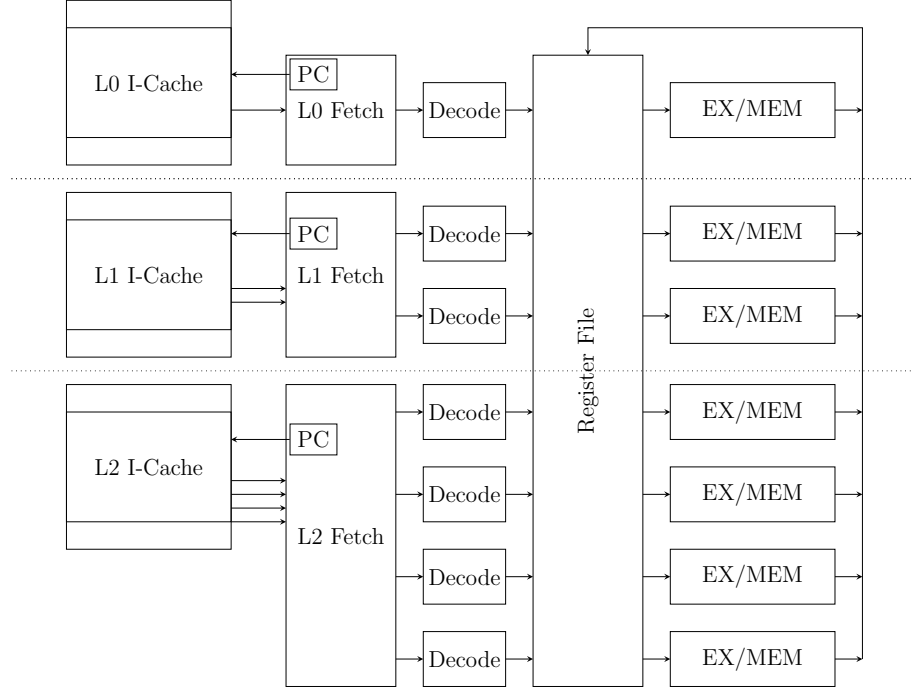 L0 I-Cache
PC
L0 Fetch
Decode
EX/MEM
L1 I-Cache
PC
L1 Fetch
Decode
EX/MEM
Decode
EX/MEM
Register File
L2 I-Cache
PC
L2 Fetch
Decode
EX/MEM
Decode
EX/MEM
Decode
EX/MEM
Decode
EX/MEM